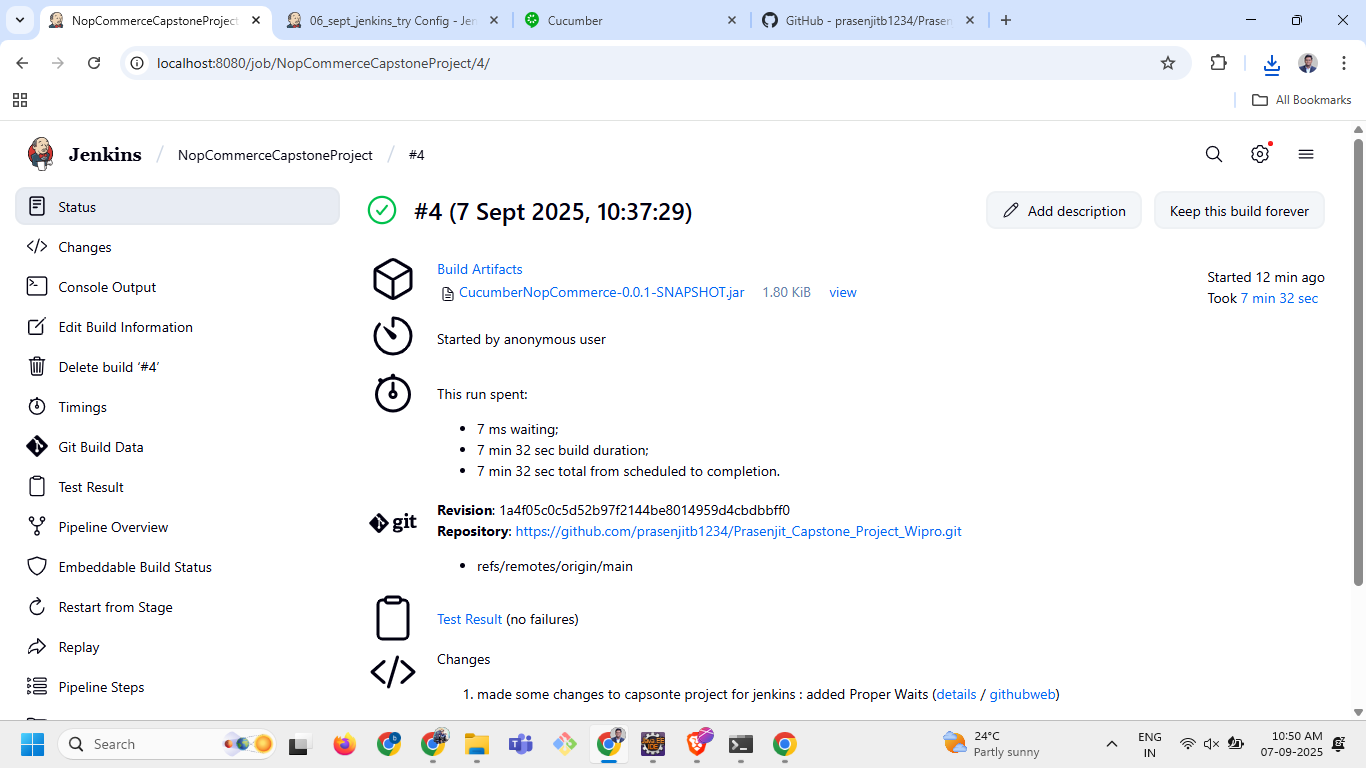 NopCommerceCapstoneProject
06_sept_jenkins_try Config - Jen
Cucumber
GitHub - prasenjitb1234/Prasen
localhost:8080/job/NopCommerceCapstoneProject/4/
All Bookmarks
Jenkins / NopCommerceCapstoneProject / #4
Status
Changes
Console Output
Edit Build Information
Delete build ‘#4’
Timings
Git Build Data
Test Result
Pipeline Overview
Embeddable Build Status
Restart from Stage
Replay
Pipeline Steps
#4 (7 Sept 2025, 10:37:29)
Add description
Keep this build forever
Build Artifacts
CucumberNopCommerce-0.0.1-SNAPSHOT.jar 1.80 KiB view
Started 12 min ago
Took 7 min 32 sec
Started by anonymous user
This run spent:
• 7 ms waiting;
• 7 min 32 sec build duration;
• 7 min 32 sec total from scheduled to completion.
git
Revision: 1a4f05c0c5d52b97f2144be8014959d4cbdbbff0
Repository: https://github.com/prasenjitb1234/Prasenjit_Capstone_Project_Wipro.git
• refs/remotes/origin/main
Test Result (no failures)
Changes
1. made some changes to capsonte project for jenkins : added Proper Waits (details / githubweb)
Search
24°C
Partly sunny
ENG
IN
10:50 AM
07-09-2025